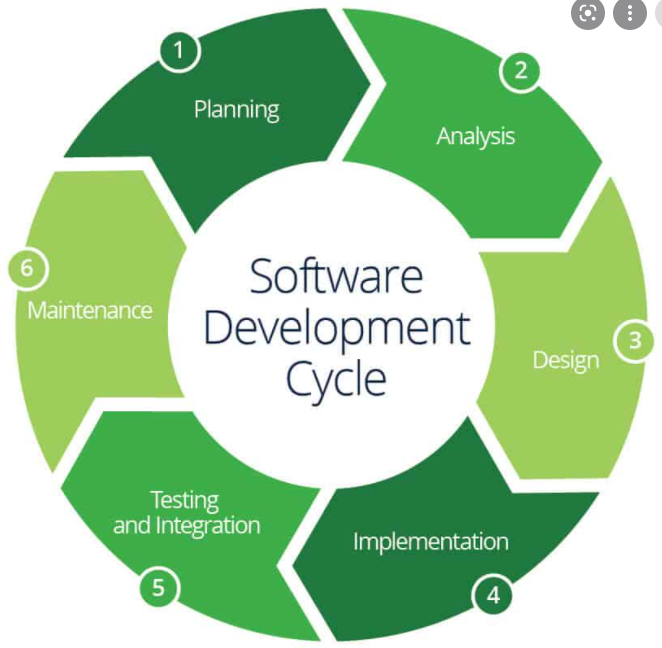 1
Planning
2
Analysis
3
Design
4
Implementation
5
Testing
and Integration
6
Maintenance
Software
Development
Cycle